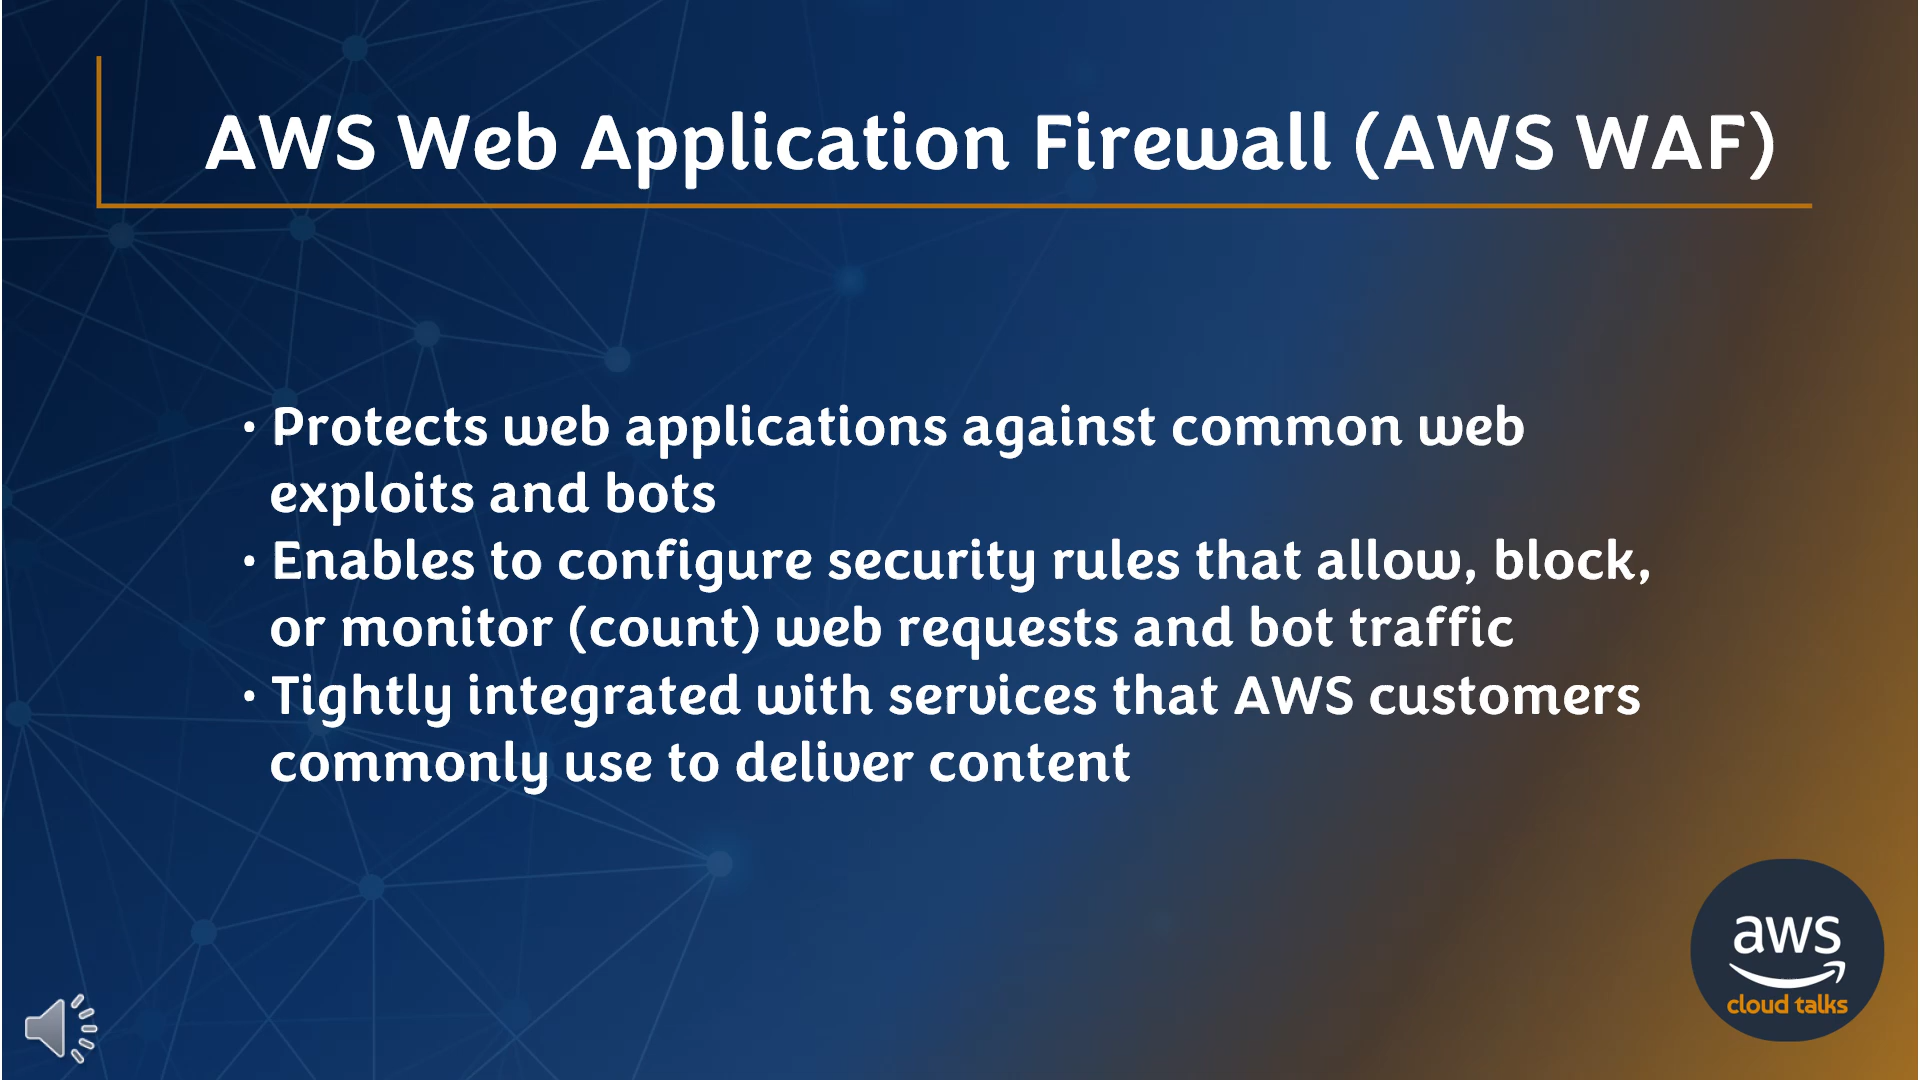 AWS Web Application Firewall (AWS WAF)
• Protects web applications against common web
exploits and bots
• Enables to configure security rules that allow, block,
or monitor (count) web requests and bot traffic
• Tightly integrated with services that AWS customers
commonly use to deliver content
aws
cloud talks